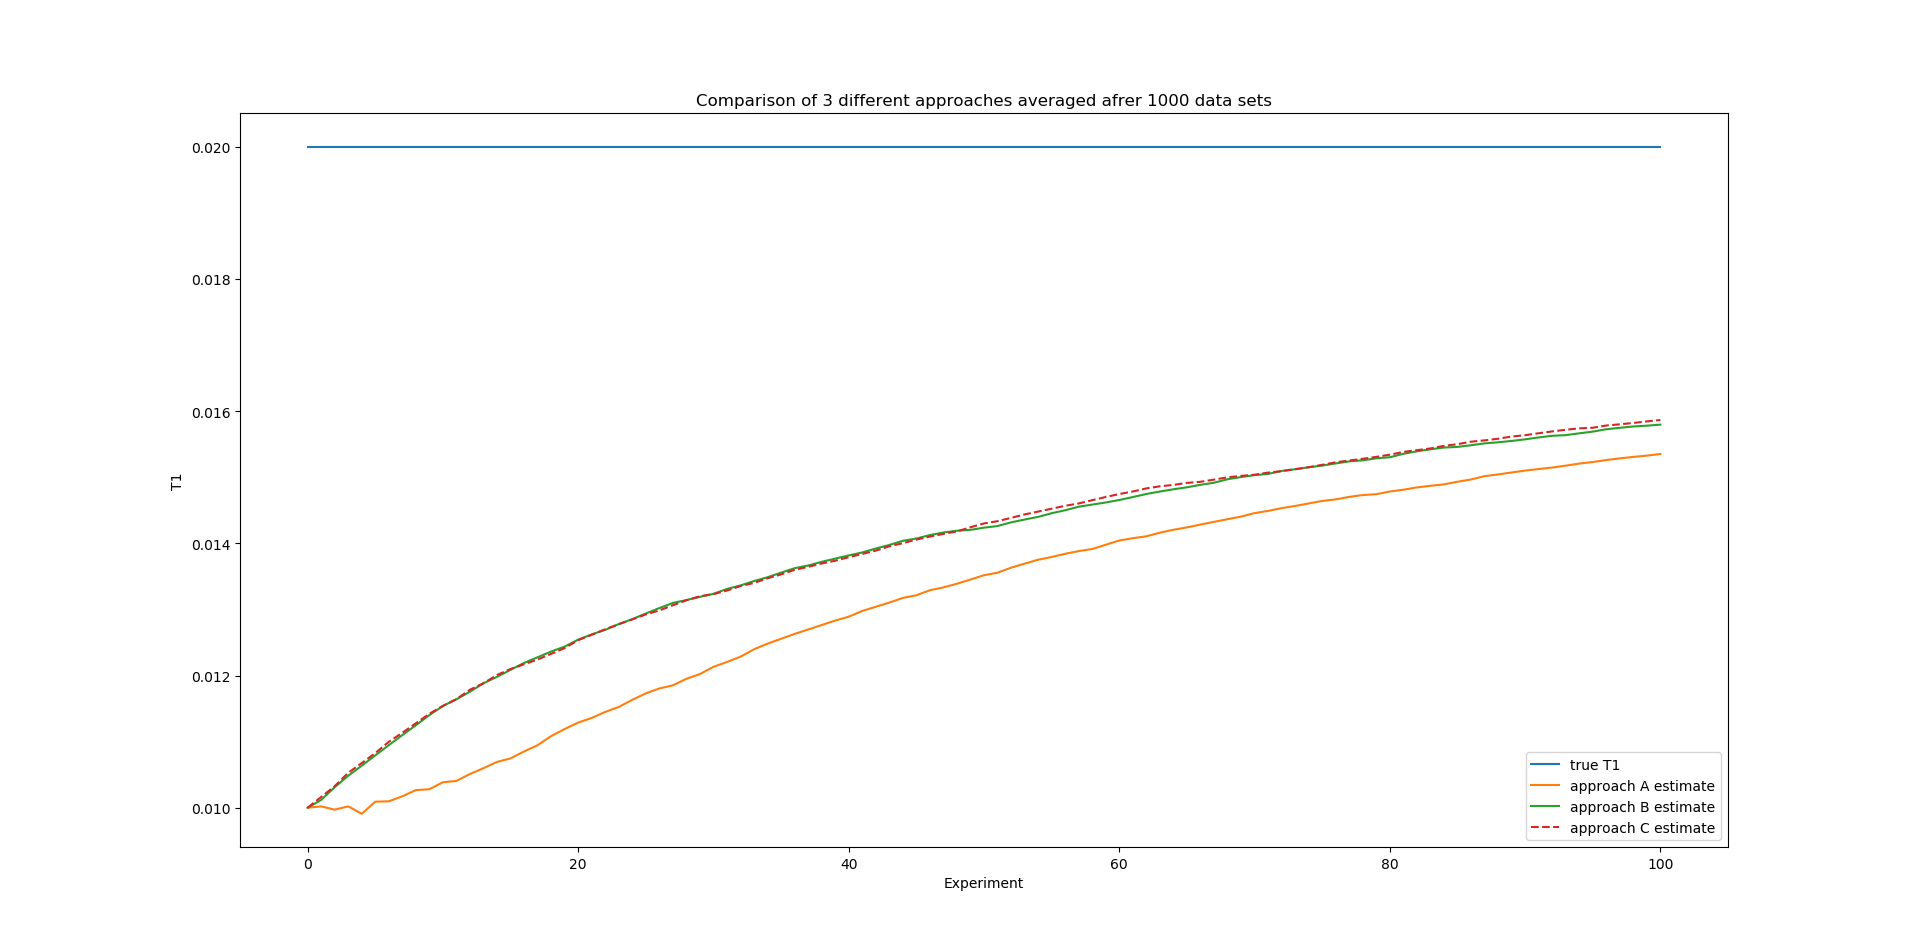 Comparison of 3 different approaches averaged afrer 1000 data sets
0.020
0.018
0.016
0.014
0.012
0.010
T1
0
20
40
60
80
100
Experiment
true T1
approach A estimate
approach B estimate
approach C estimate